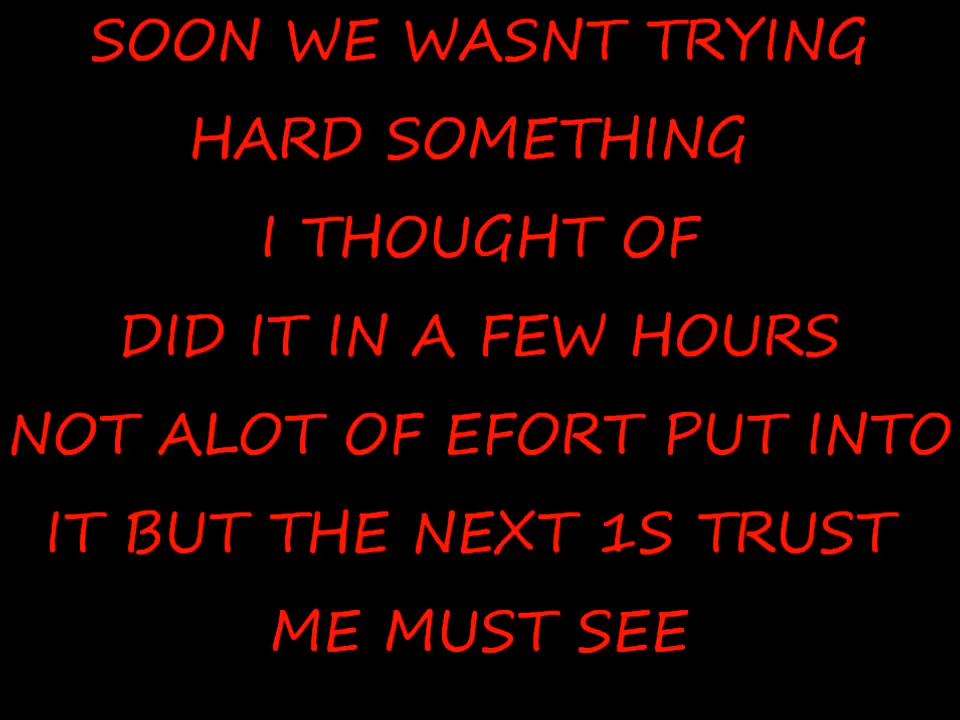 SOON WE WASNT TRYING
HARD SOMETHING
I THOUGHT OF
DID IT IN A FEW HOURS
NOT ALOT OF EFORT PUT INTO
IT BUT THE NEXT 1S TRUST
ME MUST SEE